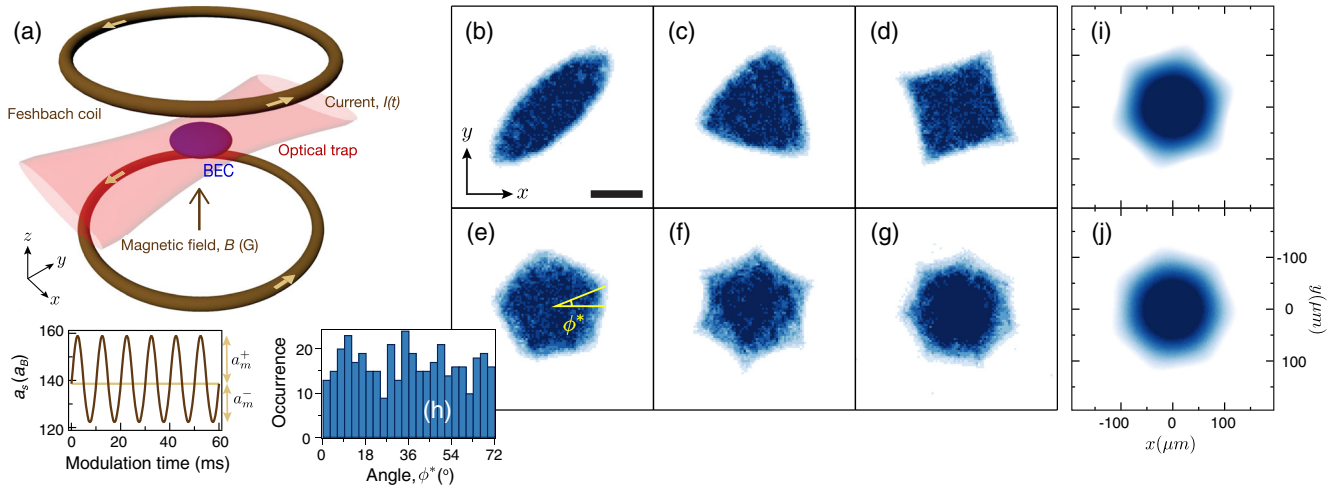 (a)
Feshbach coil
Current, I(t)
Optical trap
BEC
Magnetic field, B (G)
z
y
x
160
140
120
a_s (a_B)
a_m^+
a_m^-
0 20 40 60
Modulation time (ms)
20
10
0
Occurrence
(h)
0 18 36 54 72
Angle, ϕ* (°)
(b)
y
x
(c)
(d)
(e)
ϕ*
(f)
(g)
(i)
(j)
-100
0
100
y(μm)
-100 0 100
x(μm)